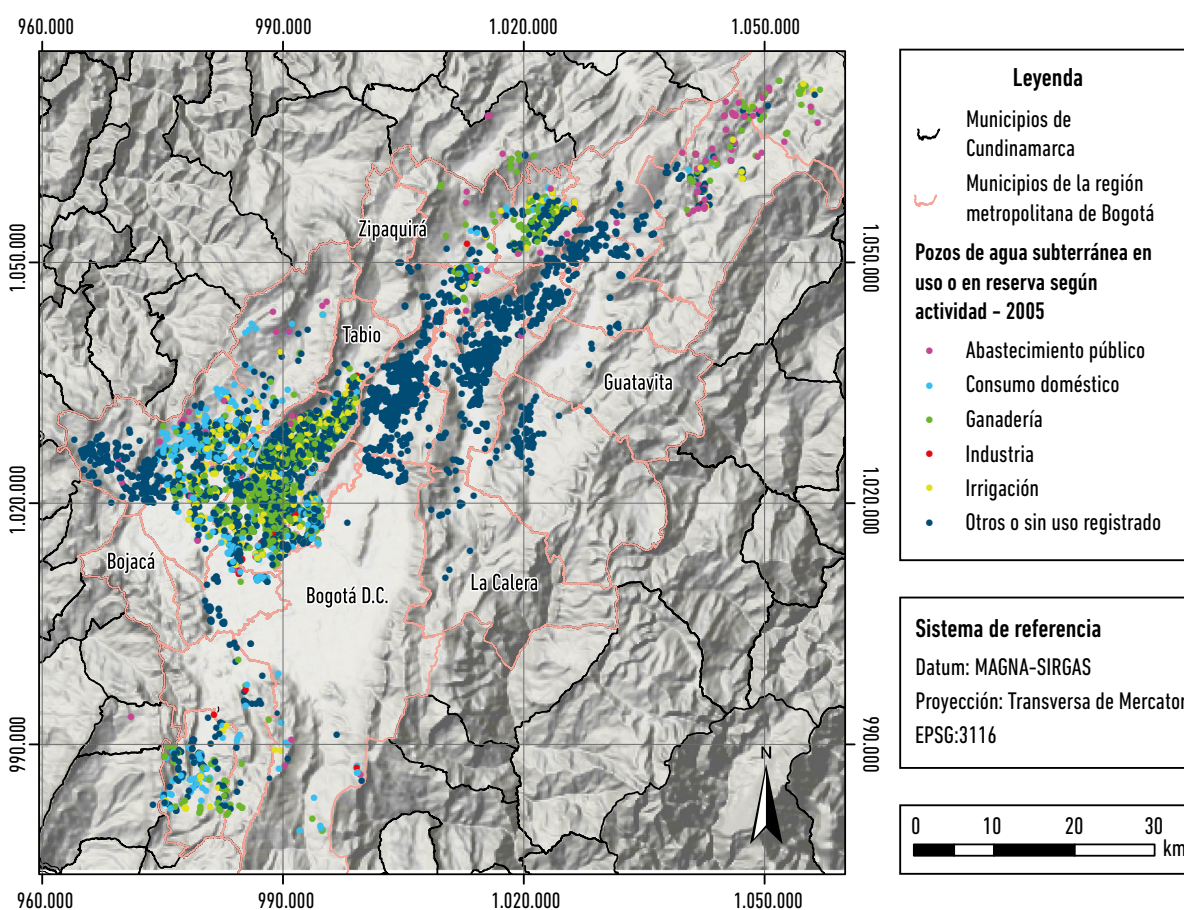 960.000
990.000
1.020.000
1.050.000
1.050.000
1.020.000
990.000
1.050.000
1.020.000
990.000
960.000
990.000
1.020.000
1.050.000
Zipaquirá
Tabio
Guatavita
Bojacá
Bogotá D.C.
La Calera
N
Leyenda
Municipios de
Cundinamarca
Municipios de la región
metropolitana de Bogotá
Pozos de agua subterránea en
uso o en reserva según
actividad - 2005
Abastecimiento público
Consumo doméstico
Ganadería
Industria
Irrigación
Otros o sin uso registrado
Sistema de referencia
Datum: MAGNA-SIRGAS
Proyección: Transversa de Mercator
EPSG:3116
0 10 20 30
km